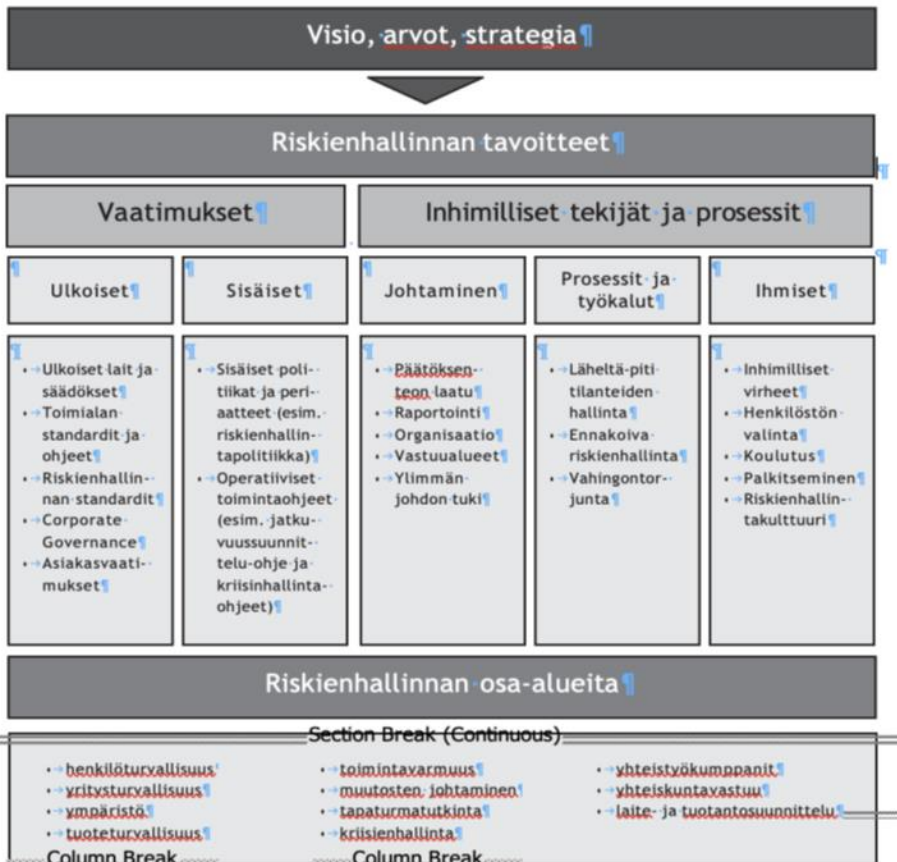 Visio, arvot, strategia¶
Riskienhallinnan tavoitteet¶
¶
Vaatimukset¶
Inhimilliset tekijät ja prosessit¶
¶
¶
Ulkoiset¶
¶
Sisäiset¶
¶
Johtaminen¶
Prosessit ja
työkalut¶
¶
Ihmiset¶
¶
Ulkoiset lait ja
säädökset¶
Toimialan
standardit ja
ohjeet¶
Riskienhallin-
nan standardit¶
Corporate
Governance¶
Asiakasvaati-
mukset¶
¶
Sisäiset poli-
tiikat ja peri-
aatteet (esim.
riskienhallin-
tapolitiikka)¶
Operatiiviset
toimintaohjeet
(esim. jatku-
vuussuunnit-
telu-ohje ja
kriisinhallinta-
ohjeet)¶
¶
Päätöksen-
teon laatu¶
Raportointi¶
Organisaatio¶
Vastuualueet¶
Ylimmän
johdon tuki¶
¶
Läheltä-piti
tilanteiden
hallinta¶
Ennakoiva
riskienhallinta¶
Vahingontor-
junta¶
¶
Inhimilliset
virheet¶
Henkilöstön
valinta¶
Koulutus¶
Palkitseminen¶
Riskienhallin-
takulttuuri¶
Riskienhallinnan osa-alueita¶
Section Break (Continuous)
henkilöturvallisuus
yritysturvallisuus¶
ympäristö¶
tuoteturvallisuus¶
Column Break
toimintavarmuus¶
muutosten johtaminen¶
tapaturmatutkinta¶
kriisienhallinta¶
Column Break
yhteistyökumppanit¶
yhteiskuntavastuu¶
laite- ja tuotantosuunnittelu¶